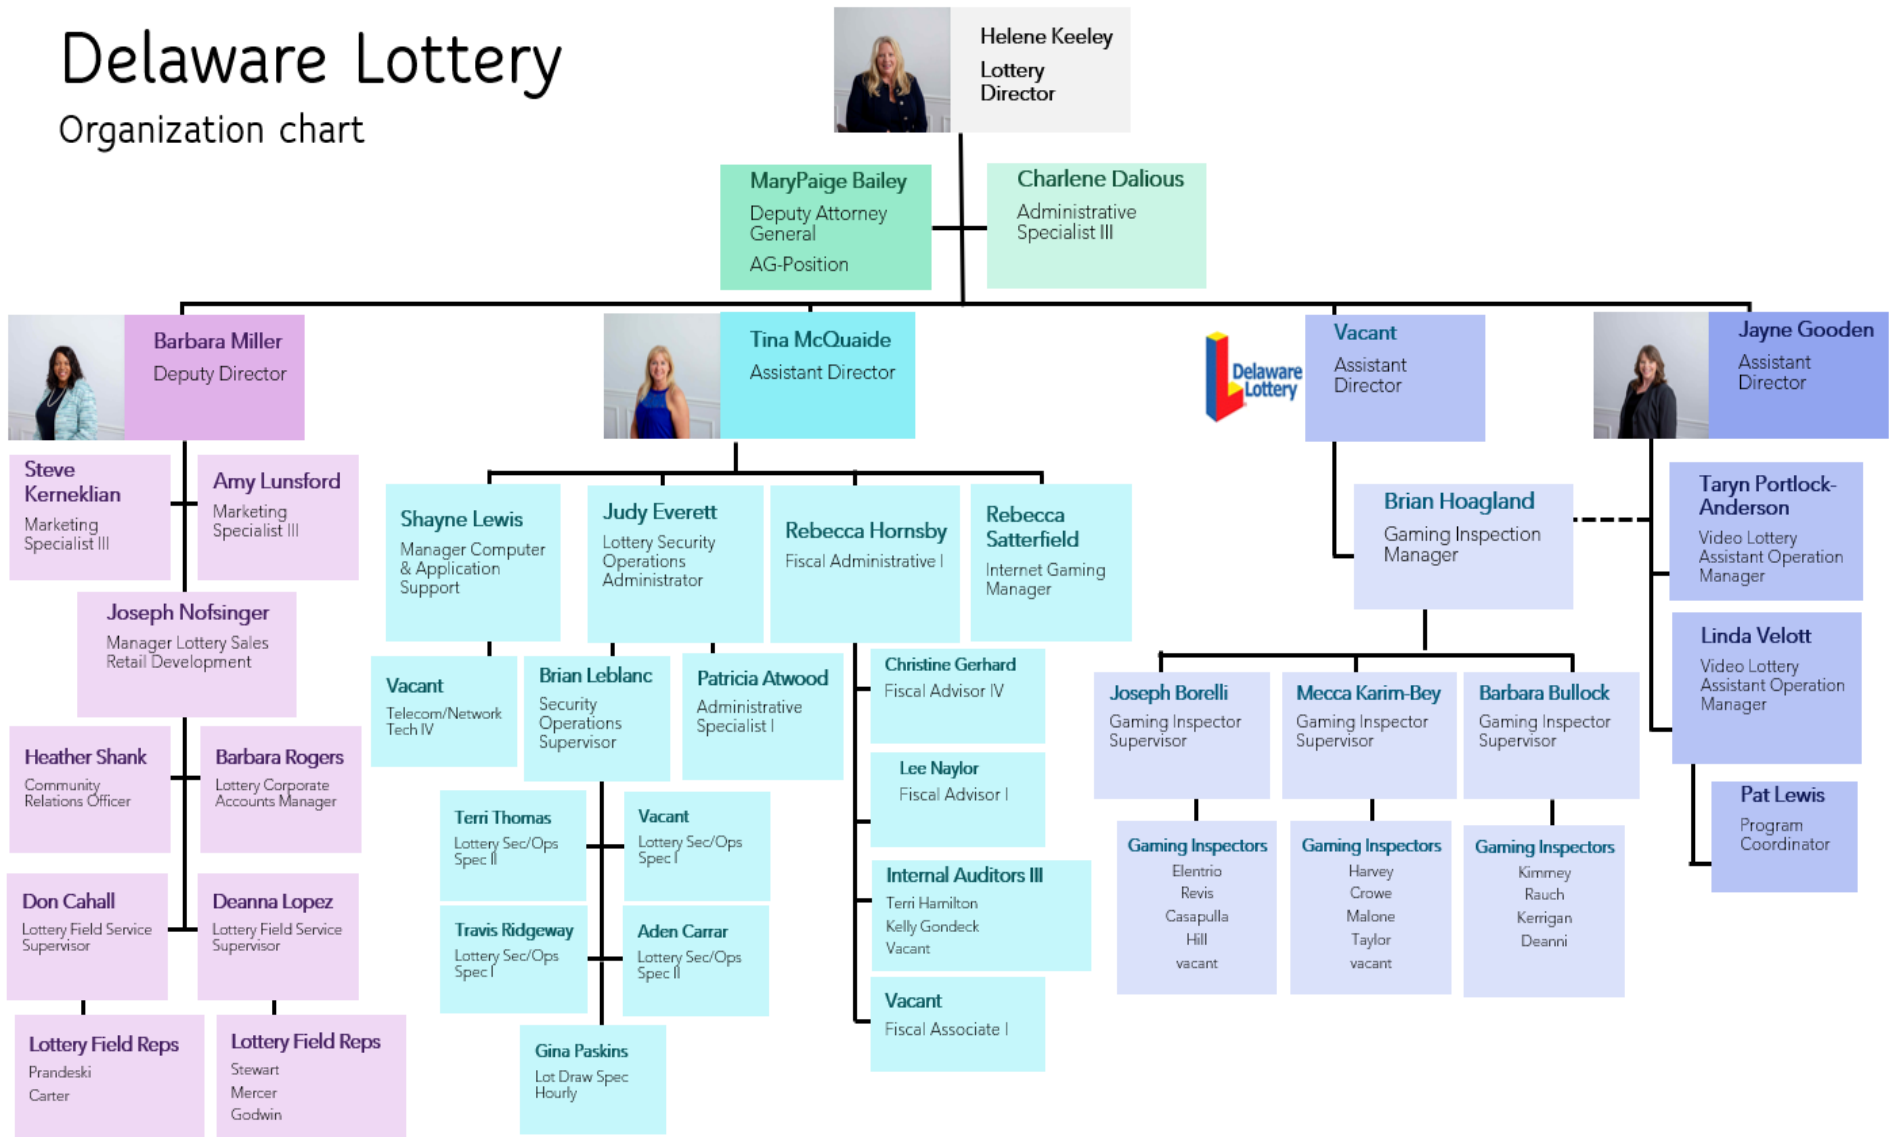 Delaware Lottery
Organization chart
Helene Keeley
Lottery
Director
MaryPaige Bailey
Deputy Attorney
General
AG-Position
Charlene Dalious
Administrative
Specialist III
Barbara Miller
Deputy Director
Tina McQuaide
Assistant Director
Delaware
Lottery
Vacant
Assistant
Director
Jayne Gooden
Assistant
Director
Steve
Kerneklian
Marketing
Specialist III
Amy Lunsford
Marketing
Specialist III
Joseph Nofsinger
Manager Lottery Sales
Retail Development
Heather Shank
Community
Relations Officer
Barbara Rogers
Lottery Corporate
Accounts Manager
Don Cahall
Lottery Field Service
Supervisor
Deanna Lopez
Lottery Field Service
Supervisor
Lottery Field Reps
Prandeski
Carter
Lottery Field Reps
Stewart
Mercer
Godwin
Shayne Lewis
Manager Computer
& Application
Support
Judy Everett
Lottery Security
Operations
Administrator
Rebecca Hornsby
Fiscal Administrative I
Rebecca
Satterfield
Internet Gaming
Manager
Vacant
Telecom/Network
Tech IV
Brian Leblanc
Security
Operations
Supervisor
Patricia Atwood
Administrative
Specialist I
Terri Thomas
Lottery Sec/Ops
Spec II
Vacant
Lottery Sec/Ops
Spec I
Travis Ridgeway
Lottery Sec/Ops
Spec I
Aden Carrar
Lottery Sec/Ops
Spec II
Gina Paskins
Lot Draw Spec
Hourly
Christine Gerhard
Fiscal Advisor IV
Lee Naylor
Fiscal Advisor I
Internal Auditors III
Terri Hamilton
Kelly Gondeck
Vacant
Vacant
Fiscal Associate I
Brian Hoagland
Gaming Inspection
Manager
Joseph Borelli
Gaming Inspector
Supervisor
Mecca Karim-Bey
Gaming Inspector
Supervisor
Barbara Bullock
Gaming Inspector
Supervisor
Gaming Inspectors
Elentrio
Revis
Casapulla
Hill
vacant
Gaming Inspectors
Harvey
Crowe
Malone
Taylor
vacant
Gaming Inspectors
Kimmey
Rauch
Kerrigan
Deanni
Taryn Portlock-
Anderson
Video Lottery
Assistant Operation
Manager
Linda Velott
Video Lottery
Assistant Operation
Manager
Pat Lewis
Program
Coordinator